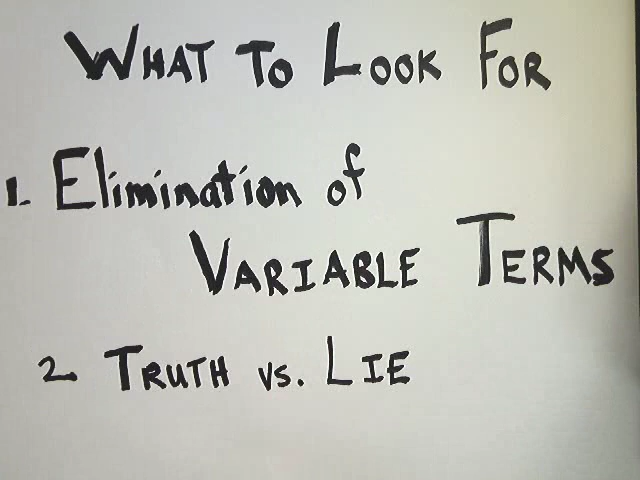 WHAT TO LOOK FOR
1. Elimination of
VARIABLE TERMS
2. TRUTH vs. LIE